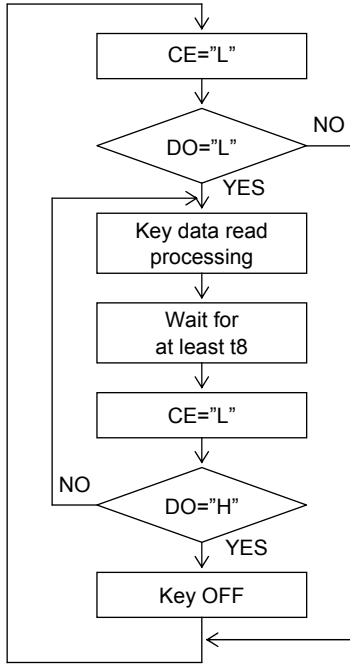 CE=”L”
DO=”L”
NO
YES
Key data read
processing
Wait for
at least t8
CE=”L”
NO
DO=”H”
YES
Key OFF